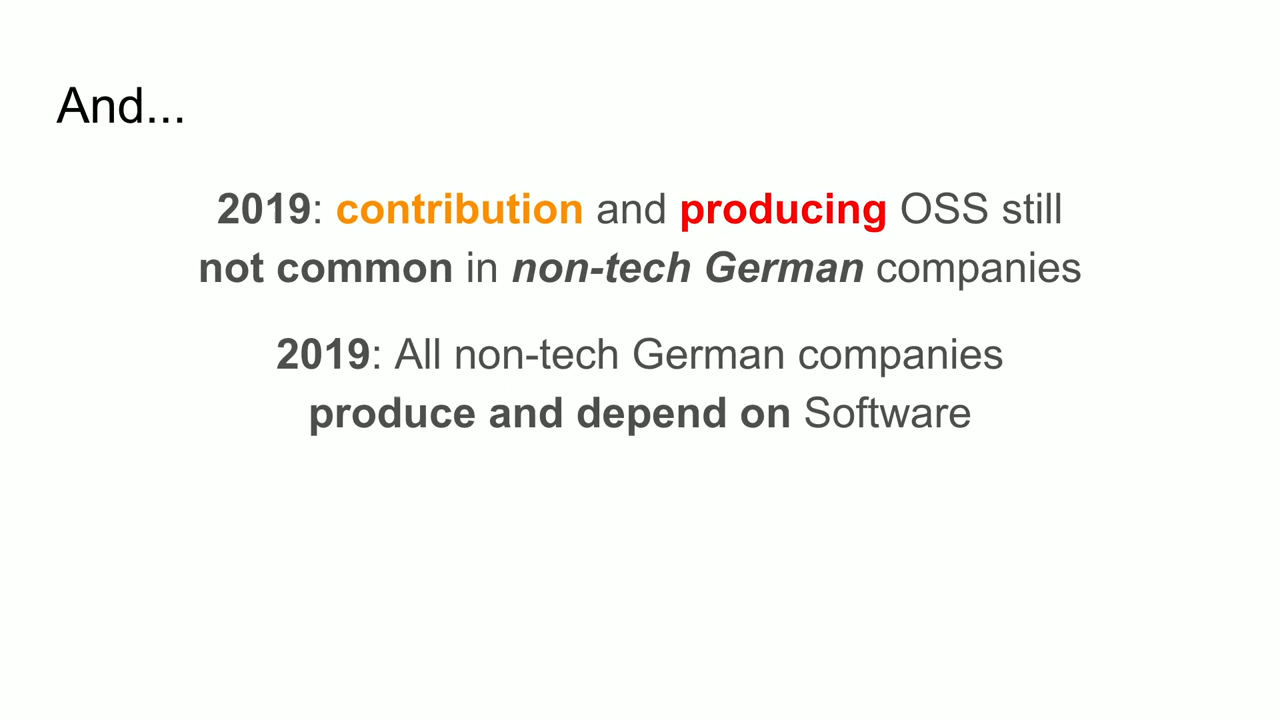 And...
2019: contribution and producing OSS still
not common in non-tech German companies
2019: All non-tech German companies
produce and depend on Software